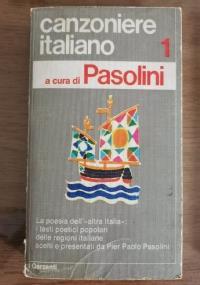 canzoniere
italiano 1
a cura di Pasolini
La poesia dell'«altra Italia»:
i testi poetici popolari
delle regioni italiane
scelti e presentati da Pier Paolo Pasolini
Garzanti